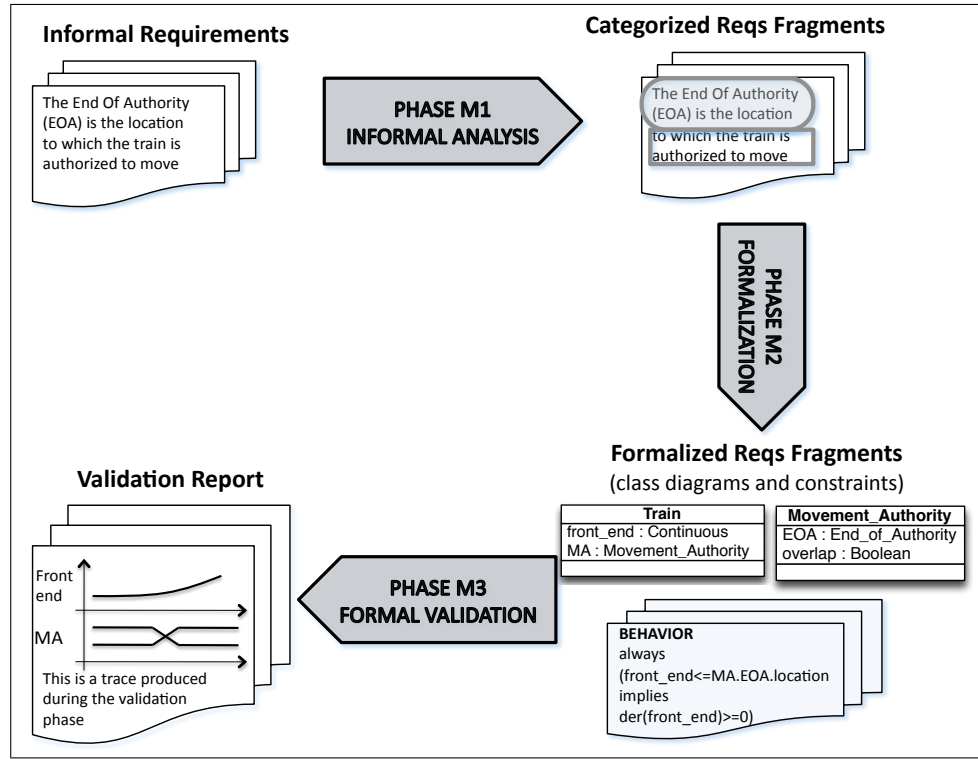 Informal Requirements
The End Of Authority
(EOA) is the location
to which the train is
authorized to move
PHASE M1
INFORMAL ANALYSIS
Categorized Reqs Fragments
The End Of Authority
(EOA) is the location
to which the train is
authorized to move
PHASE M2
FORMALIZATION
Formalized Reqs Fragments
(class diagrams and constraints)
Train
front_end : Continuous
MA : Movement_Authority
Movement_Authority
EOA : End_of_Authority
overlap : Boolean
BEHAVIOR
always
(front_end<=MA.EOA.location
implies
der(front_end)>=0)
PHASE M3
FORMAL VALIDATION
Validation Report
Front
end
MA
This is a trace produced
during the validation
phase